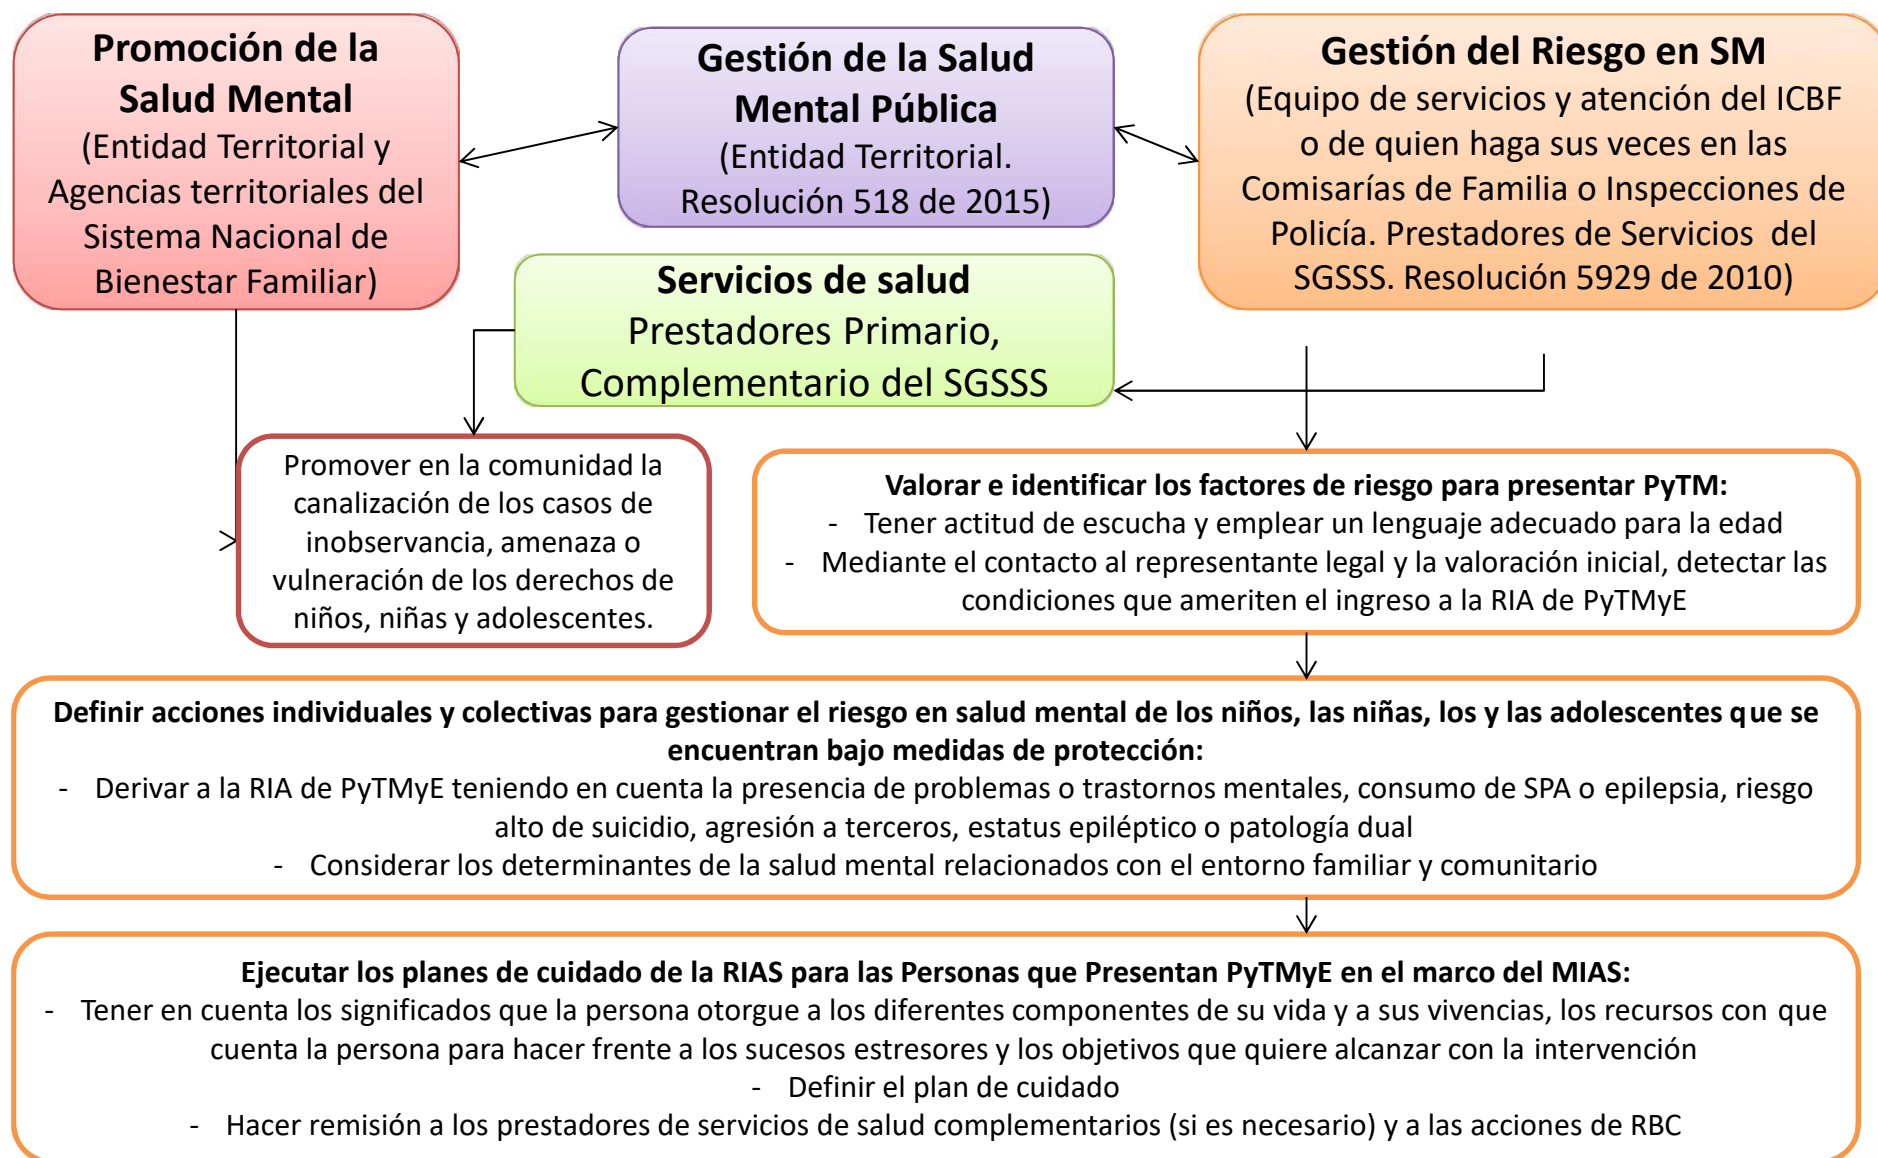 Promoción de la
Salud Mental
(Entidad Territorial y
Agencias territoriales del
Sistema Nacional de
Bienestar Familiar)
Gestión de la Salud
Mental Pública
(Entidad Territorial.
Resolución 518 de 2015)
Gestión del Riesgo en SM
(Equipo de servicios y atención del ICBF
o de quien haga sus veces en las
Comisarías de Familia o Inspecciones de
Policía. Prestadores de Servicios del
SGSSS. Resolución 5929 de 2010)
Servicios de salud
Prestadores Primario,
Complementario del SGSSS
Promover en la comunidad la
canalización de los casos de
inobservancia, amenaza o
vulneración de los derechos de
niños, niñas y adolescentes.
Valorar e identificar los factores de riesgo para presentar PyTM:
- Tener actitud de escucha y emplear un lenguaje adecuado para la edad
- Mediante el contacto al representante legal y la valoración inicial, detectar las
condiciones que ameriten el ingreso a la RIA de PyTMyE
Definir acciones individuales y colectivas para gestionar el riesgo en salud mental de los niños, las niñas, los y las adolescentes que se
encuentran bajo medidas de protección:
- Derivar a la RIA de PyTMyE teniendo en cuenta la presencia de problemas o trastornos mentales, consumo de SPA o epilepsia, riesgo
alto de suicidio, agresión a terceros, estatus epiléptico o patología dual
- Considerar los determinantes de la salud mental relacionados con el entorno familiar y comunitario
Ejecutar los planes de cuidado de la RIAS para las Personas que Presentan PyTMyE en el marco del MIAS:
- Tener en cuenta los significados que la persona otorgue a los diferentes componentes de su vida y a sus vivencias, los recursos con que
cuenta la persona para hacer frente a los sucesos estresores y los objetivos que quiere alcanzar con la intervención
- Definir el plan de cuidado
- Hacer remisión a los prestadores de servicios de salud complementarios (si es necesario) y a las acciones de RBC